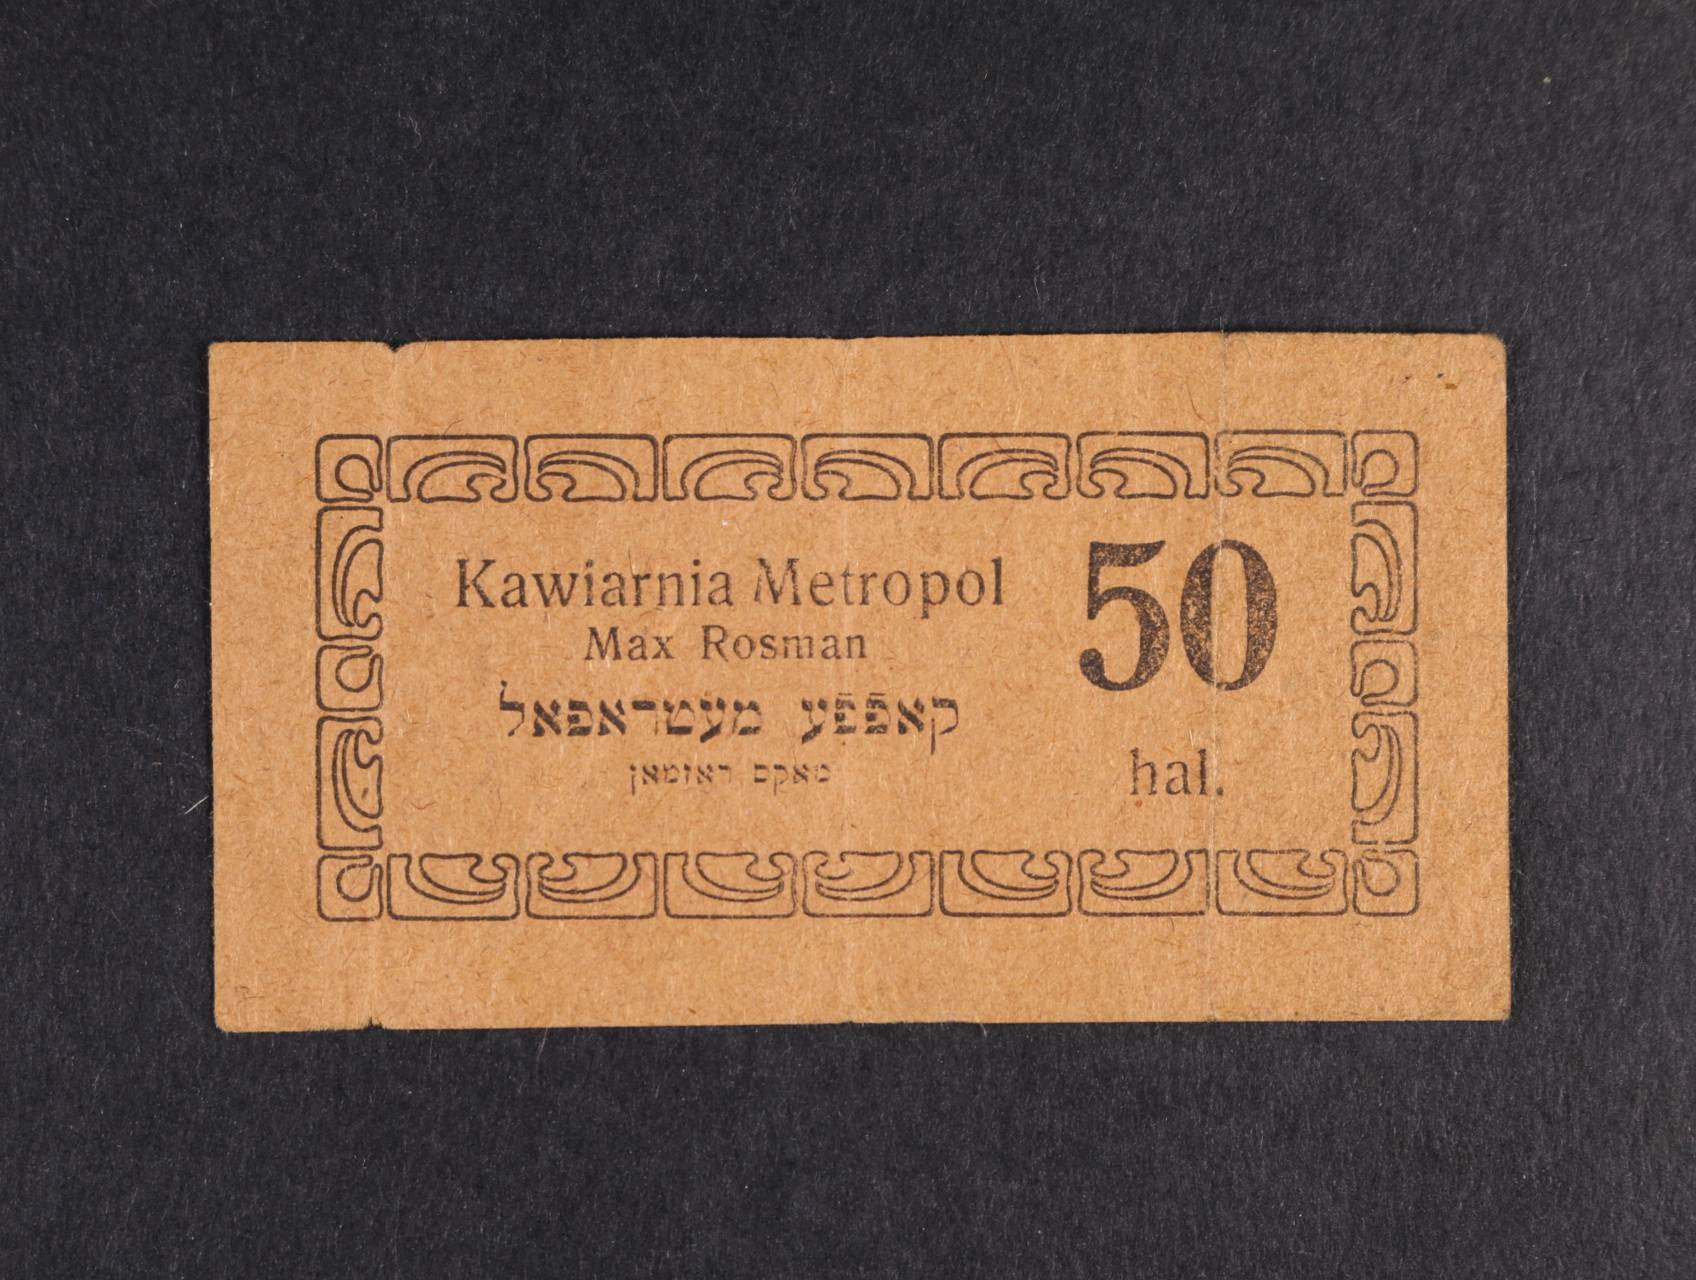 Kawiarnia Metropol
Max Rosman
קאפֿפֿע מעטראפאל
מאקס ראזמאן
50
hal.